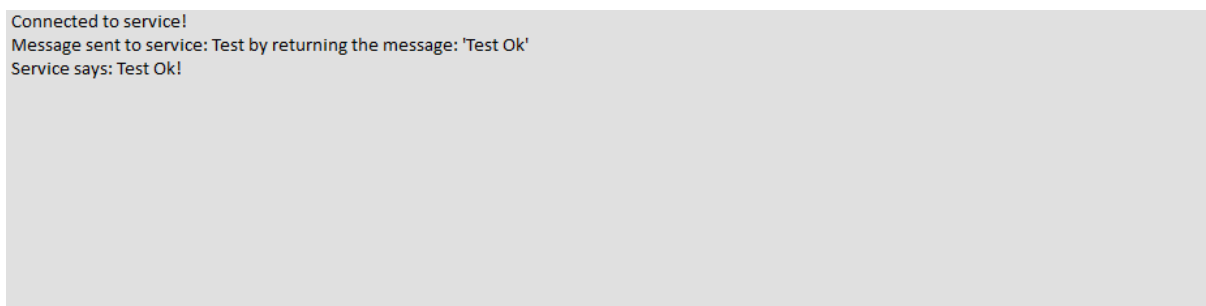 Connected to service!
Message sent to service: Test by returning the message: 'Test Ok'
Service says: Test Ok!